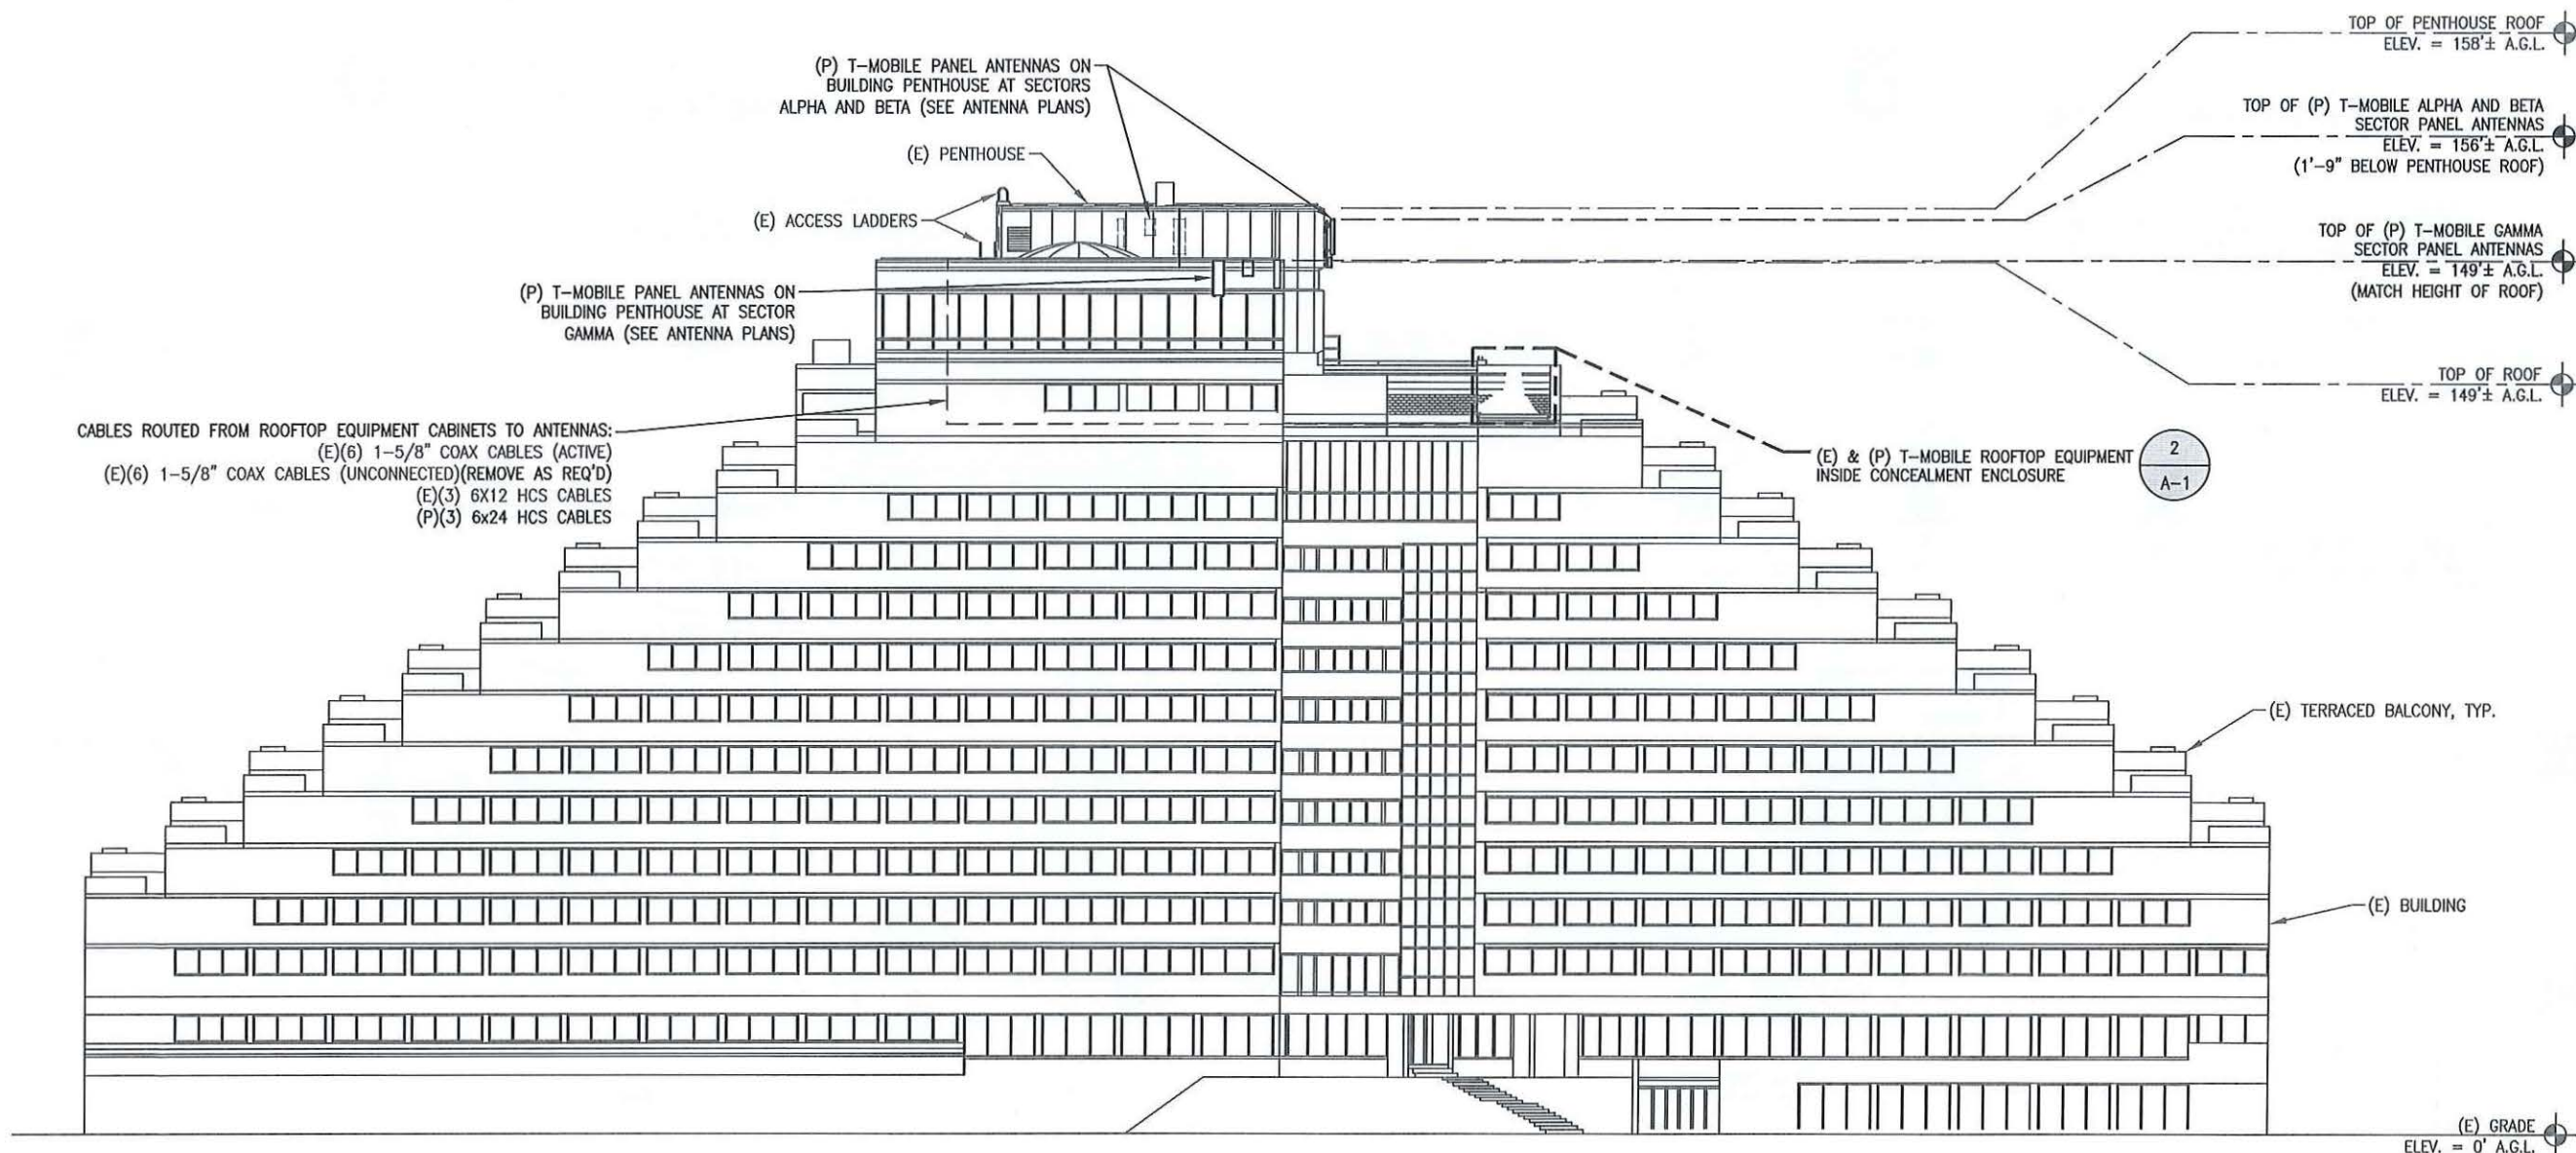 TOP OF PENTHOUSE ROOF
ELEV. = 158'± A.G.L.
(P) T-MOBILE PANEL ANTENNAS ON
BUILDING PENTHOUSE AT SECTORS
ALPHA AND BETA (SEE ANTENNA PLANS)
TOP OF (P) T-MOBILE ALPHA AND BETA
SECTOR PANEL ANTENNAS
ELEV. = 156'± A.G.L.
(1'-9" BELOW PENTHOUSE ROOF)
(E) PENTHOUSE
(E) ACCESS LADDERS
TOP OF (P) T-MOBILE GAMMA
SECTOR PANEL ANTENNAS
ELEV. = 149'± A.G.L.
(MATCH HEIGHT OF ROOF)
(P) T-MOBILE PANEL ANTENNAS ON
BUILDING PENTHOUSE AT SECTOR
GAMMA (SEE ANTENNA PLANS)
TOP OF ROOF
ELEV. = 149'± A.G.L.
CABLES ROUTED FROM ROOFTOP EQUIPMENT CABINETS TO ANTENNAS:
(E)(6) 1-5/8" COAX CABLES (ACTIVE)
(E)(6) 1-5/8" COAX CABLES (UNCONNECTED)(REMOVE AS REQ'D)
(E)(3) 6X12 HCS CABLES
(P)(3) 6x24 HCS CABLES
(E) & (P) T-MOBILE ROOFTOP EQUIPMENT
INSIDE CONCEALMENT ENCLOSURE
2
A-1
(E) TERRACED BALCONY, TYP.
(E) BUILDING
(E) GRADE
ELEV. = 0' A.G.L.